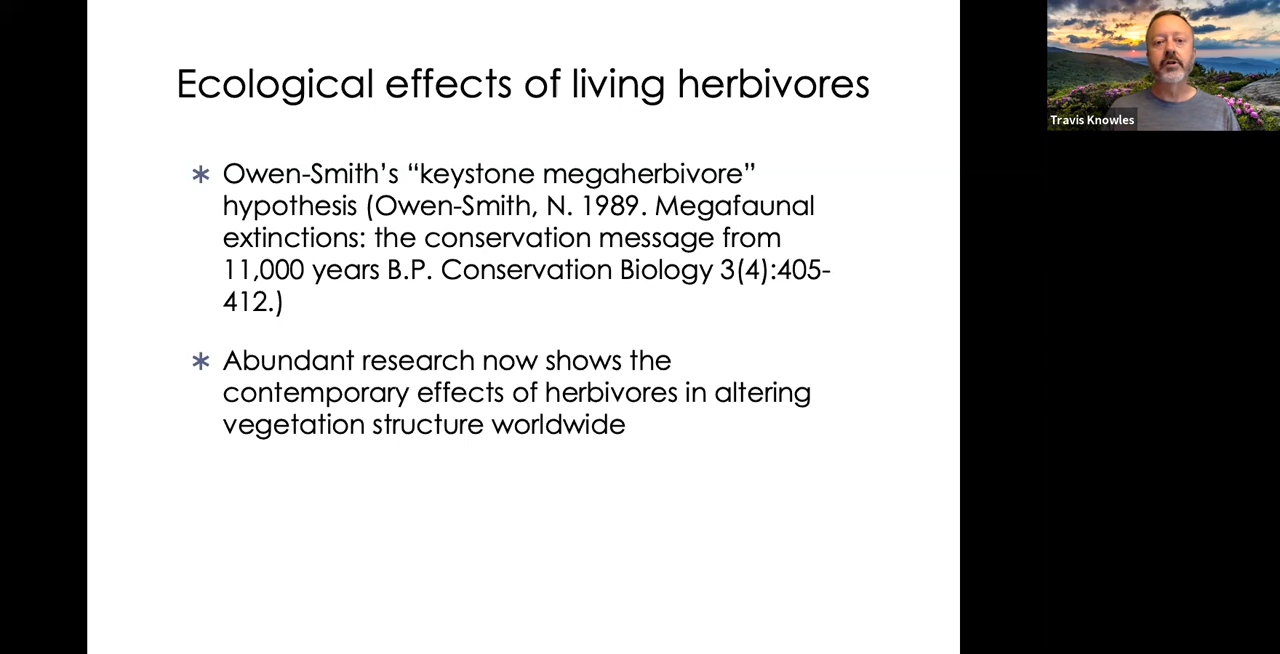 Ecological effects of living herbivores
* Owen-Smith’s “keystone megaherbivore”
hypothesis (Owen-Smith, N. 1989. Megafaunal
extinctions: the conservation message from
11,000 years B.P. Conservation Biology 3(4):405-
412.)
* Abundant research now shows the
contemporary effects of herbivores in altering
vegetation structure worldwide
Travis Knowles